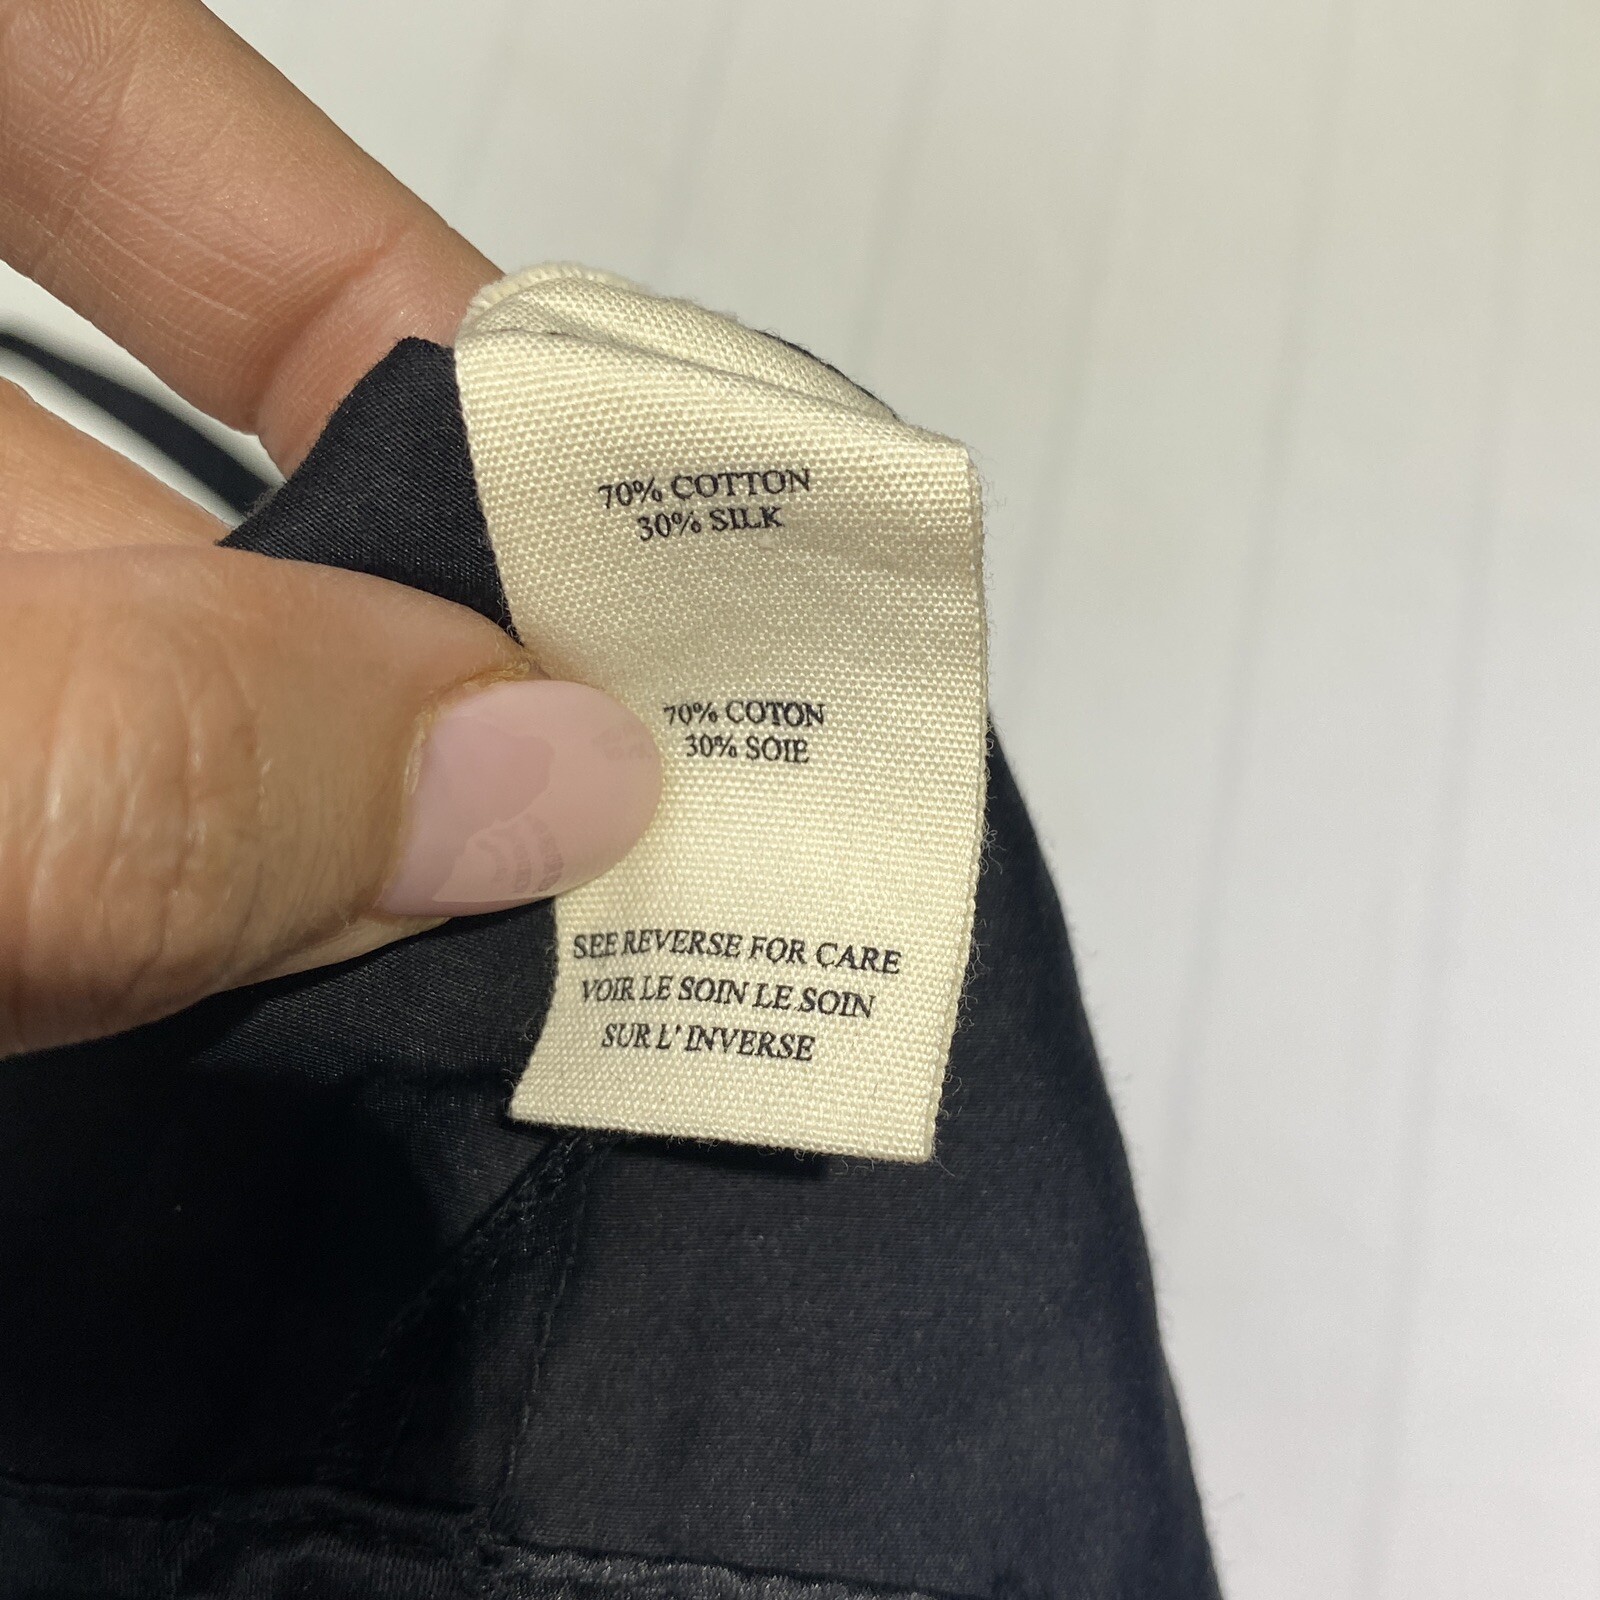 70% COTTON
30% SILK
70% COTON
30% SOIE
SEE REVERSE FOR CARE
VOIR LE SOIN LE SOIN
SUR L' INVERSE